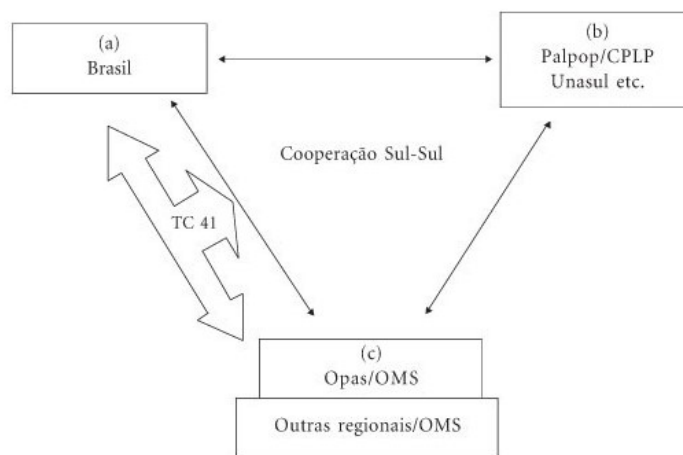 (a)
Brasil
(b)
Palpop/CPLP
Unasul etc.
Cooperação Sul-Sul
TC 41
(c)
Opas/OMS
Outras regionais/OMS